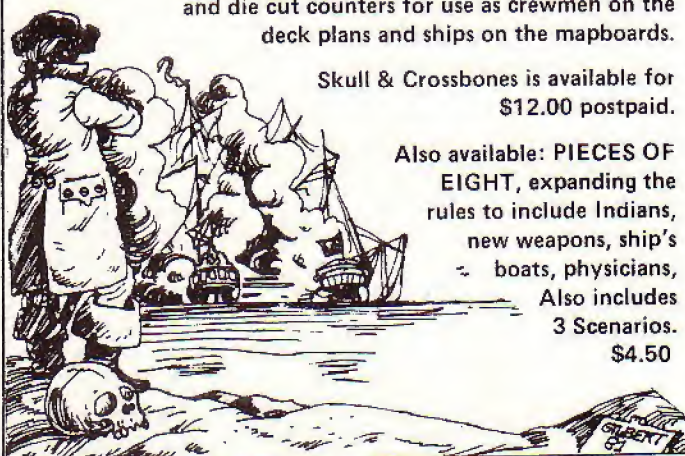 and die cut counters for use as crewmen on the
deck plans and ships on the mapboards.
Skull & Crossbones is available for
$12.00 postpaid.
Also available: PIECES OF
EIGHT, expanding the
rules to include Indians,
new weapons, ship's
boats, physicians,
Also includes
3 Scenarios.
$4.50
GILBERT